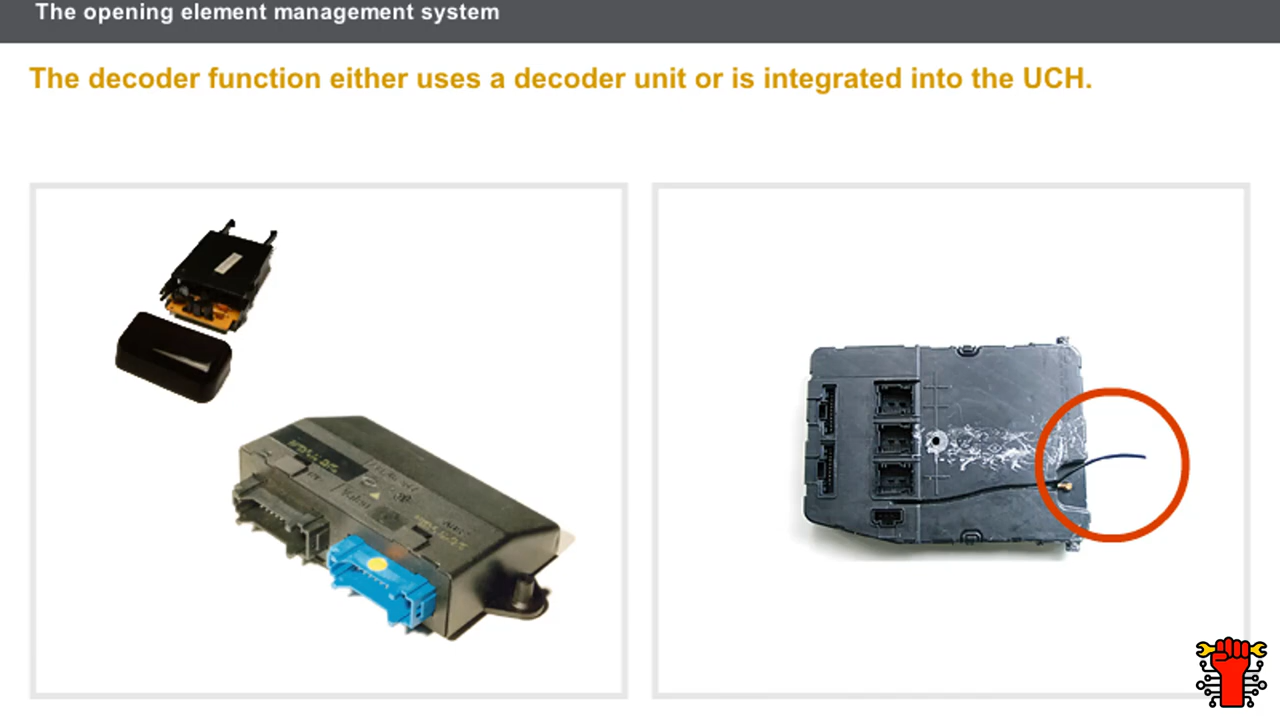 The opening element management system
The decoder function either uses a decoder unit or is integrated into the UCH.